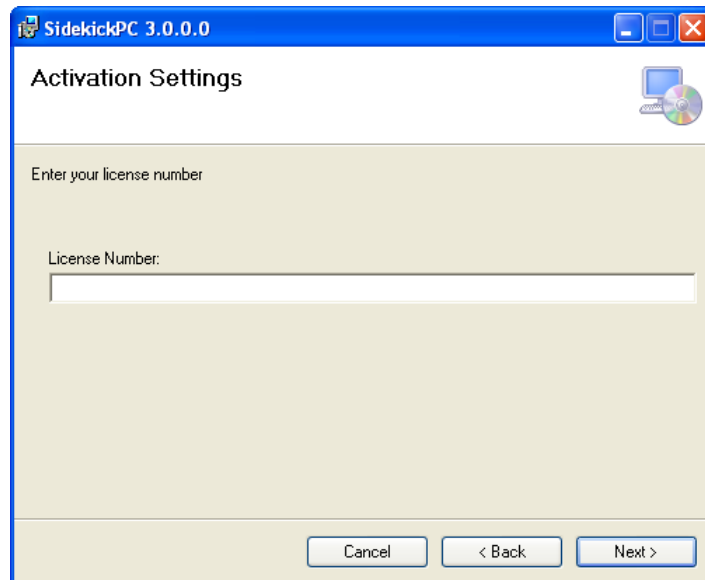 SidekickPC 3.0.0.0
Activation Settings
Enter your license number
License Number:
Cancel
< Back
Next >